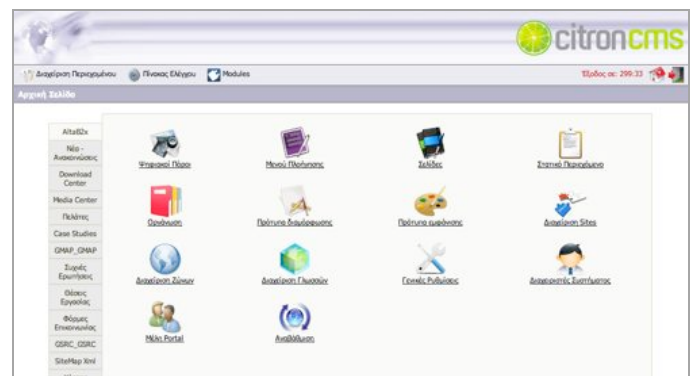 citroncms
Διαχείριση Περιεχομένου Πίνακας Ελέγχου Modules Έξοδος σε: 299:33
Αρχική Σελίδα
AltaB2x
Νέα -
Ανακοινώσεις
Download
Center
Media Center
Πελάτες
Case Studies
GMAP_GMAP
Συχνές
Ερωτήσεις
Θέσεις
Εργασίας
Φόρμες
Επικοινωνίας
GSRC_GSRC
SiteMap Xml
Ψηφιακοί Πόροι Μενού Πλοήγησης Σελίδες Στατικό Περιεχόμενο
Οργάνωση Πρότυπα διαμόρφωσης Πρότυπα εμφάνισης Διαχείριση Sites
Διαχείριση Ζώνων Διαχείριση Γλωσσών Γενικές Ρυθμίσεις Διαχειριστές Συστήματος
Μέλη Portal Αναβάθμιση